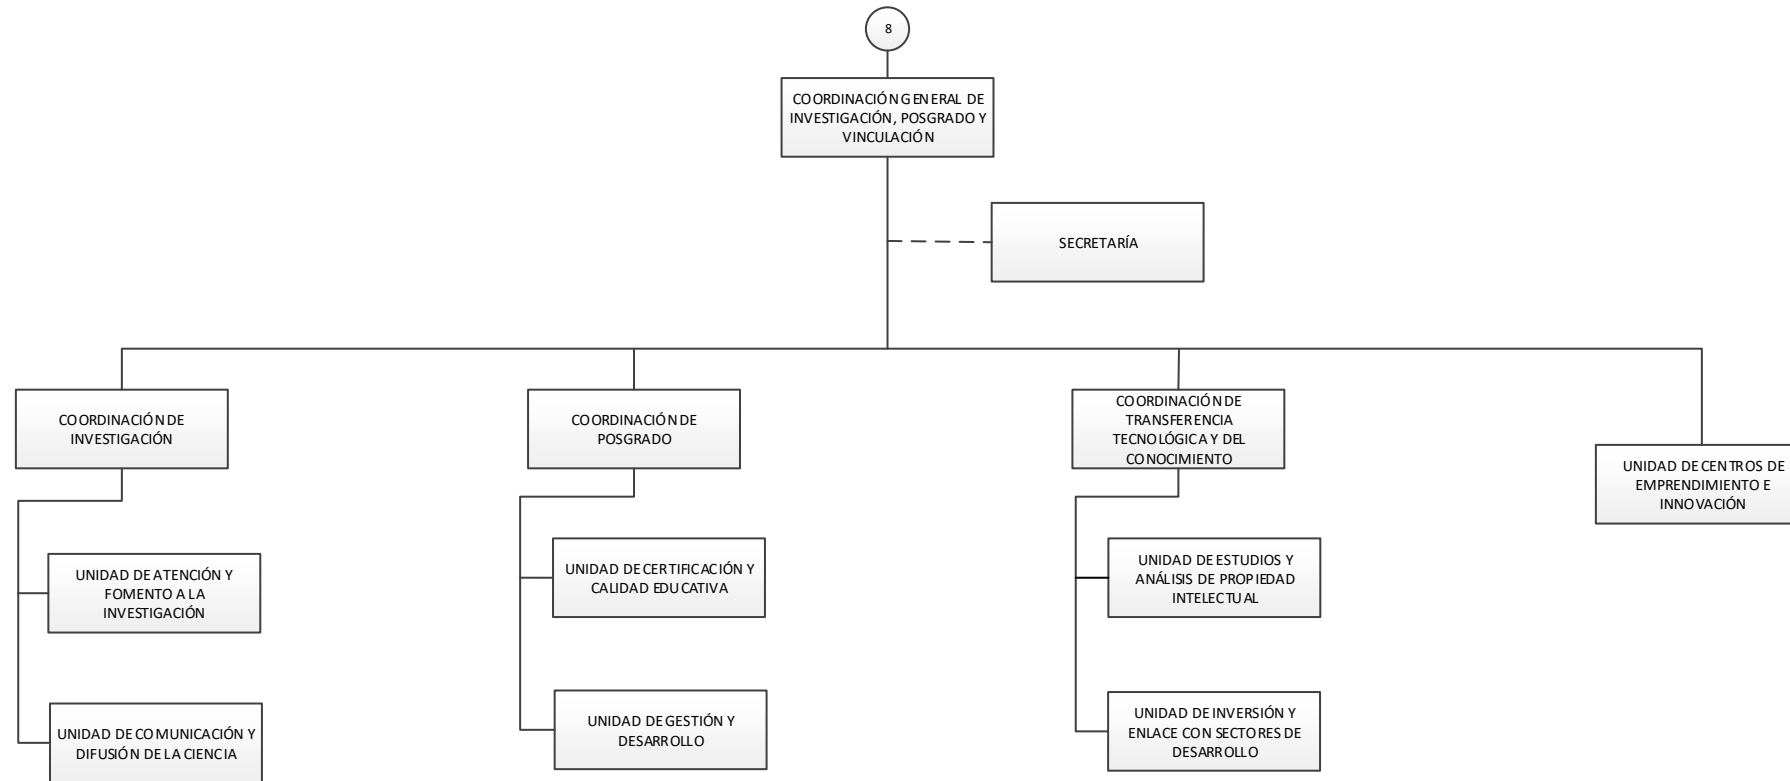 8
COORDINACIÓN GENERAL DE
INVESTIGACIÓN, POSGRADO Y
VINCULACIÓN
SECRETARÍA
COORDINACIÓN DE
INVESTIGACIÓN
COORDINACIÓN DE
POSGRADO
COORDINACIÓN DE
TRANSFERENCIA
TECNOLÓGICA Y DEL
CONOCIMIENTO
UNIDAD DE CENTROS DE
EMPRENDIMIENTO E
INNOVACIÓN
UNIDAD DE ATENCIÓN Y
FOMENTO A LA
INVESTIGACIÓN
UNIDAD DE CERTIFICACIÓN Y
CALIDAD EDUCATIVA
UNIDAD DE ESTUDIOS Y
ANÁLISIS DE PROPIEDAD
INTELECTUAL
UNIDAD DE COMUNICACIÓN Y
DIFUSIÓN DE LA CIENCIA
UNIDAD DE GESTIÓN Y
DESARROLLO
UNIDAD DE INVERSIÓN Y
ENLACE CON SECTORES DE
DESARROLLO